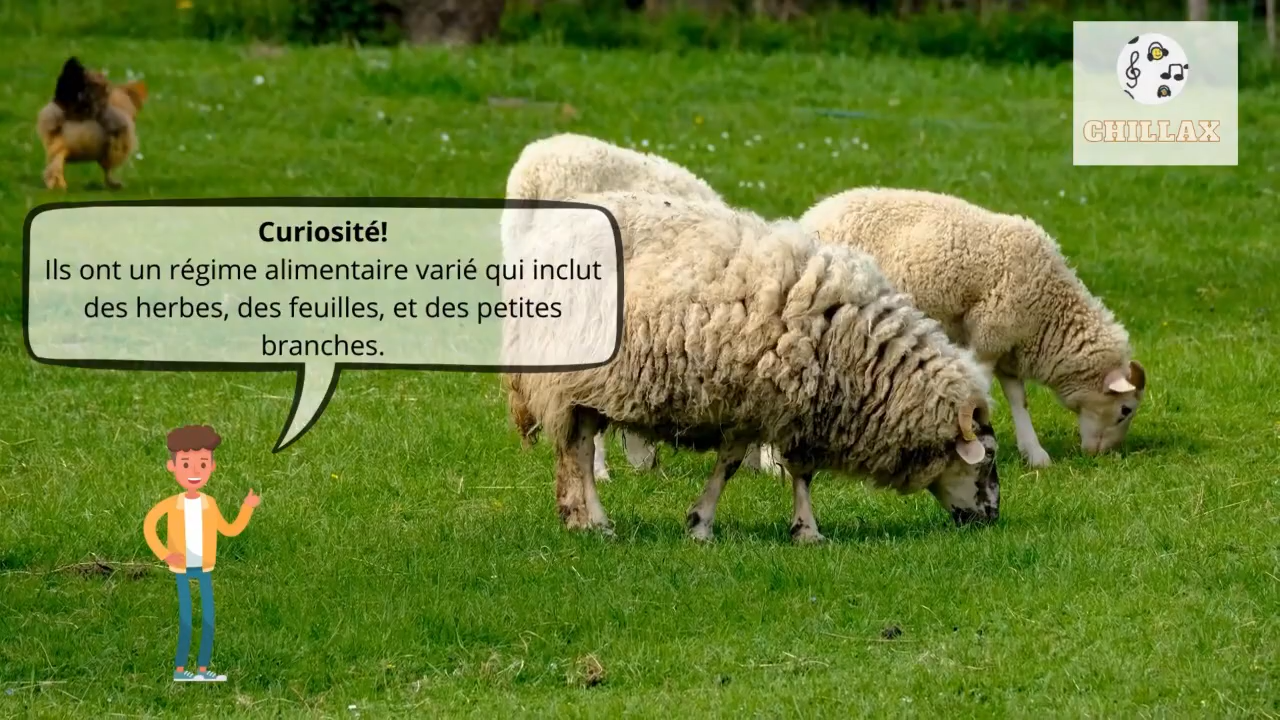 CHILLAX
Curiosité!
Ils ont un régime alimentaire varié qui inclut
des herbes, des feuilles, et des petites
branches.